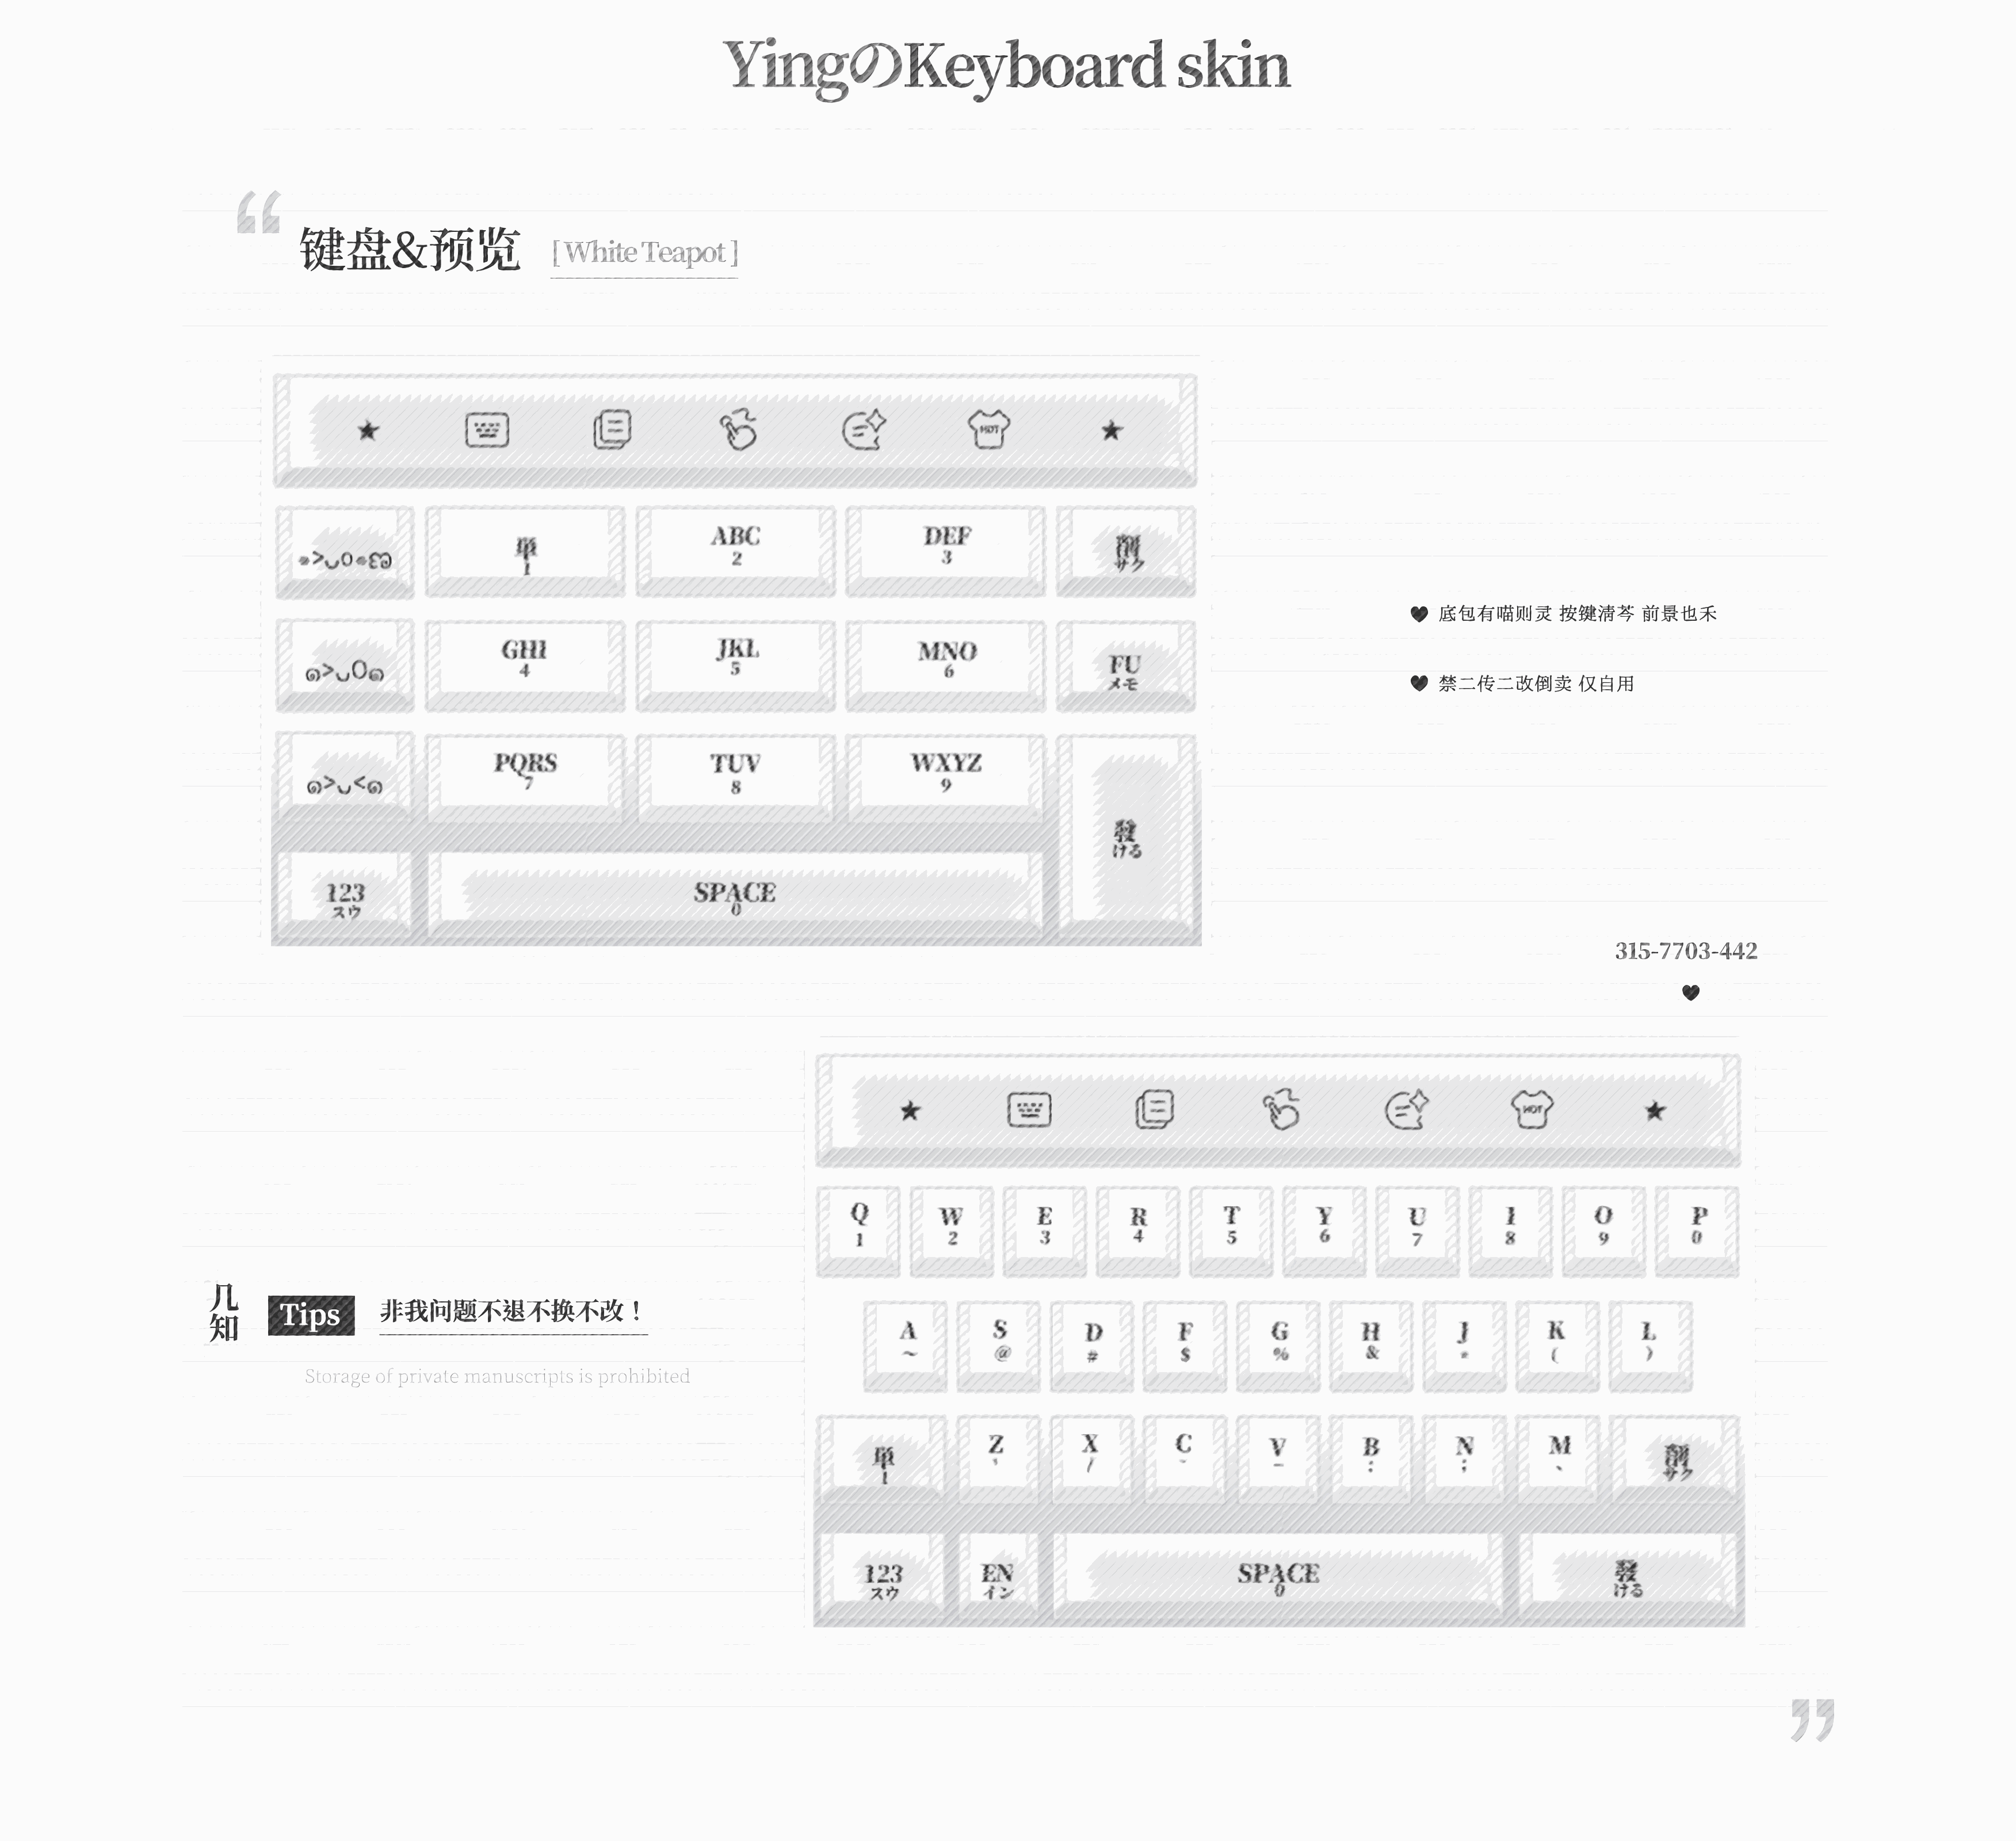 YingのKeyboard skin
键盘&预览 [ White Teapot ]
HOT
単 ABC DEF 削
1 2 3 サク
GHI JKL MNO FU
4 5 6 メモ
PQRS TUV WXYZ
7 8 9
發
ける
123 SPACE
スウ 0
♥ 底包有喵则灵 按键清芩 前景也禾
♥ 禁二传二改倒卖 仅自用
315-7703-442
♥
HOT
Q W E R T Y U I O P
1 2 3 4 5 6 7 8 9 0
A S D F G H J K L
~ @ # $ % & * ( )
単 Z X C V B N M 削
1 ' / - _ : ; 、 サク
123 EN SPACE 發
スウ イン 0 ける
几知 Tips 非我问题不退不换不改！
Storage of private manuscripts is prohibited